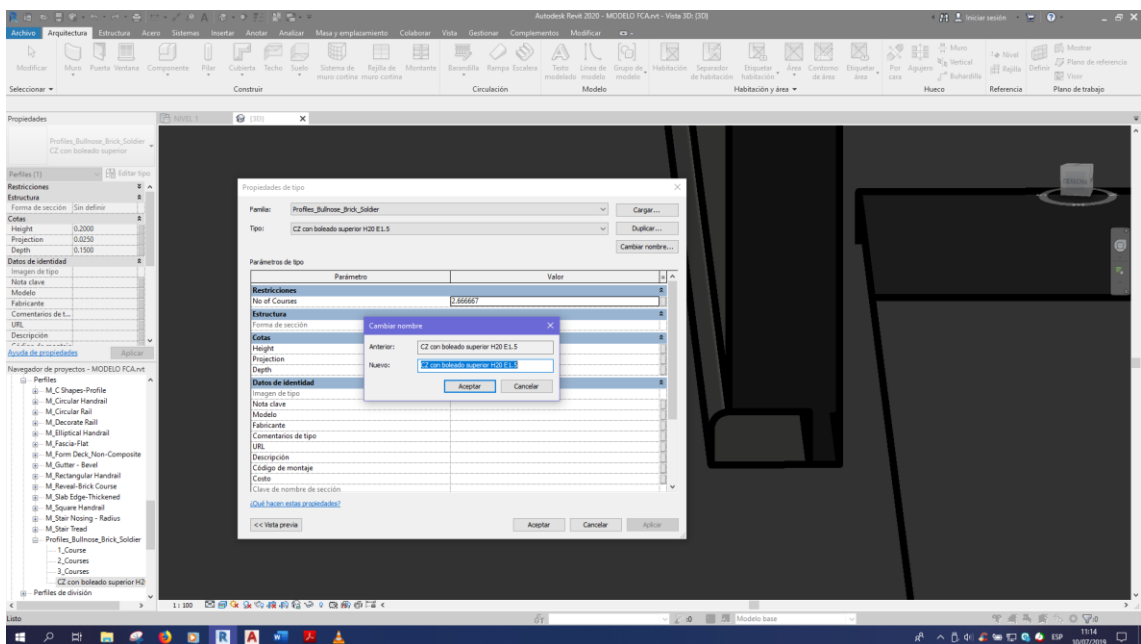 Autodesk Revit 2020 - MODELO FCA.rvt - Vista 3D: {3D}
Iniciar sesión
Archivo Arquitectura Estructura Acero Sistemas Insertar Anotar Analizar Masa y emplazamiento Colaborar Vista Gestionar Complementos Modificar
Modificar Muro Puerta Ventana Componente Pilar Cubierta Techo Suelo Sistema de muro cortina Rejilla de muro cortina Montante Barandilla Rampa Escalera Texto modelado Línea de modelo Grupo de modelo Habitación Separador de habitación Etiquetar habitación Área Contorno de área Etiquetar área Por cara Agujero Muro Vertical Buhardilla Nivel Rejilla Definir Mostrar Plano de referencia Visor
Seleccionar Construir Circulación Modelo Habitación y área Hueco Referencia Plano de trabajo
Propiedades
NIVEL 1
{3D}
Profiles_Bullnose_Brick_Soldier
CZ con boleado superior
Perfiles (1) Editar tipo
Restricciones
Estructura
Forma de sección Sin definir
Cotas
Height 0.2000
Projection 0.0250
Depth 0.1500
Datos de identidad
Imagen de tipo
Nota clave
Modelo
Fabricante
Comentarios de t...
URL
Descripción
Ayuda de propiedades Aplicar
Navegador de proyectos - MODELO FCA.rvt
Perfiles
M_C Shapes-Profile
M_Circular Handrail
M_Circular Rail
M_Decorate Raill
M_Elliptical Handrail
M_Fascia-Flat
M_Form Deck_Non-Composite
M_Gutter - Bevel
M_Rectangular Handrail
M_Reveal-Brick Course
M_Slab Edge-Thickened
M_Square Handrail
M_Stair Nosing - Radius
M_Stair Tread
Profiles_Bullnose_Brick_Soldier
1_Course
2_Courses
3_Courses
CZ con boleado superior H2
Perfiles de división
Propiedades de tipo
Familia: Profiles_Bullnose_Brick_Soldier Cargar...
Tipo: CZ con boleado superior H20 E1.5 Duplicar...
Cambiar nombre...
Parámetros de tipo
Parámetro Valor =
Restricciones
No of Courses 2.666667
Estructura
Forma de sección
Cotas
Height
Projection
Depth
Datos de identidad
Imagen de tipo
Nota clave
Modelo
Fabricante
Comentarios de tipo
URL
Descripción
Código de montaje
Costo
Clave de nombre de sección
¿Qué hacen estas propiedades?
<< Vista previa Aceptar Cancelar Aplicar
Cambiar nombre
Anterior: CZ con boleado superior H20 E1.5
Nuevo: CZ con boleado superior H20 E1.5
Aceptar Cancelar
1 : 100
Listo
:0 Modelo base
:0
ESP 11:14
10/07/2019